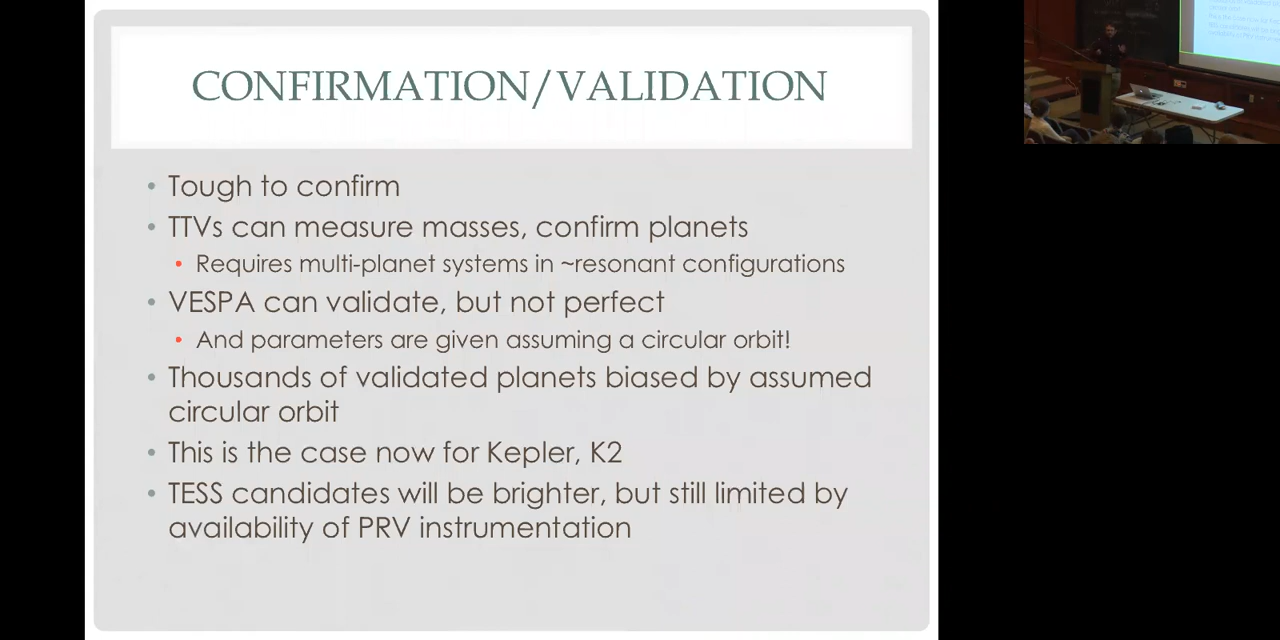 CONFIRMATION/VALIDATION
• Tough to confirm
• TTVs can measure masses, confirm planets
• Requires multi-planet systems in ~resonant configurations
• VESPA can validate, but not perfect
• And parameters are given assuming a circular orbit!
• Thousands of validated planets biased by assumed
circular orbit
• This is the case now for Kepler, K2
• TESS candidates will be brighter, but still limited by
availability of PRV instrumentation